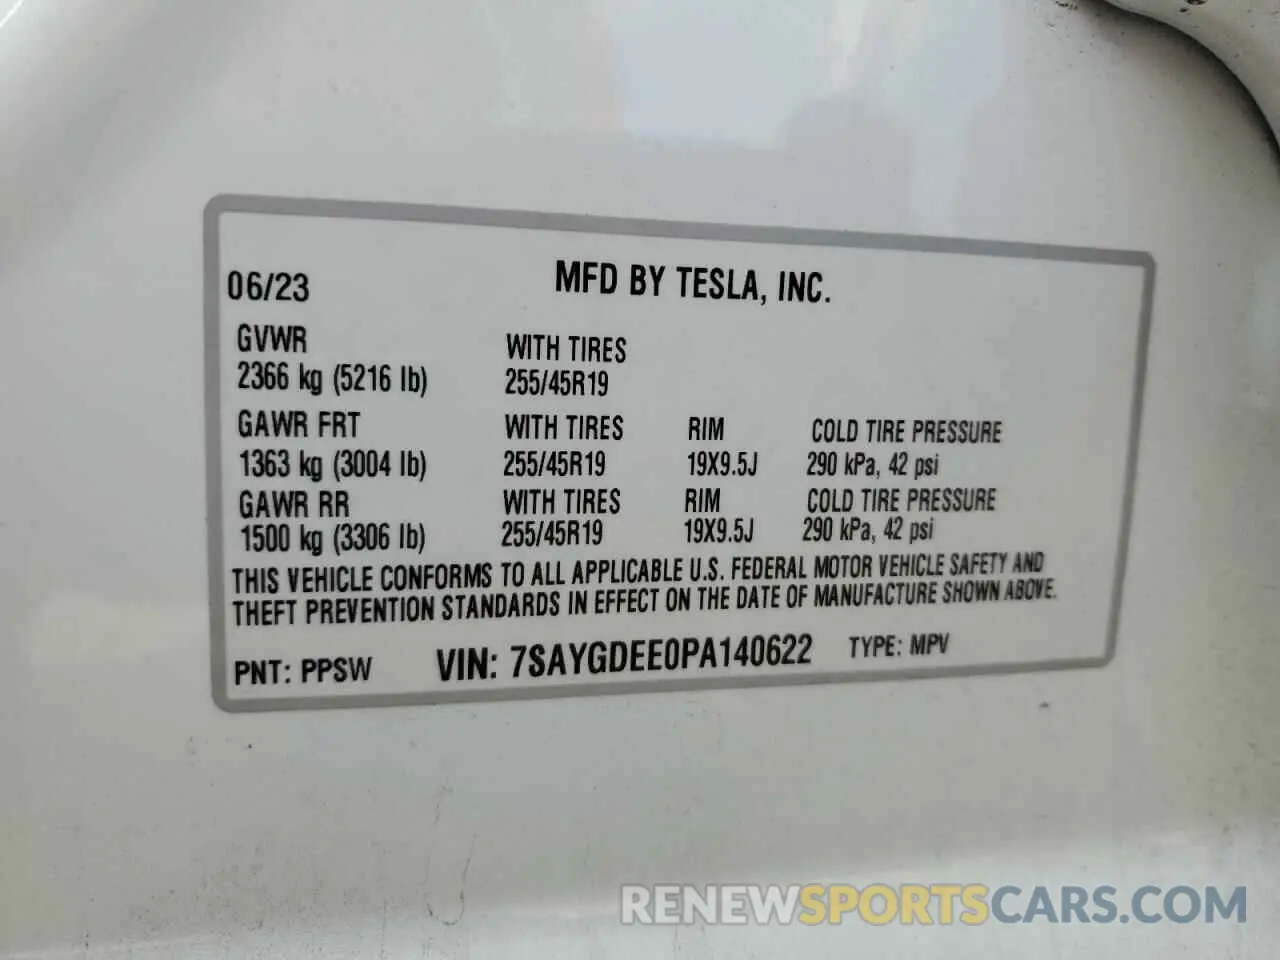 06/23 MFD BY TESLA, INC.
GVWR WITH TIRES
2366 kg (5216 lb) 255/45R19
GAWR FRT WITH TIRES RIM COLD TIRE PRESSURE
1363 kg (3004 lb) 255/45R19 19X9.5J 290 kPa, 42 psi
GAWR RR WITH TIRES RIM COLD TIRE PRESSURE
1500 kg (3306 lb) 255/45R19 19X9.5J 290 kPa, 42 psi
THIS VEHICLE CONFORMS TO ALL APPLICABLE U.S. FEDERAL MOTOR VEHICLE SAFETY AND
THEFT PREVENTION STANDARDS IN EFFECT ON THE DATE OF MANUFACTURE SHOWN ABOVE.
PNT: PPSW VIN: 7SAYGDEE0PA140622 TYPE: MPV
RENEWSPORTSCARS.COM